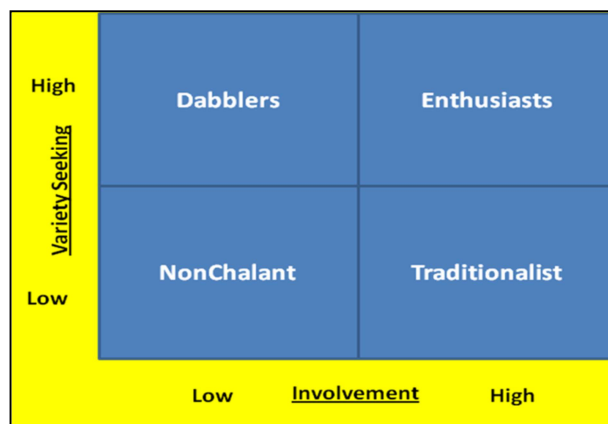 High
Dabblers
Enthusiasts
Variety Seeking
NonChalant
Traditionalist
Low
Low
Involvement
High